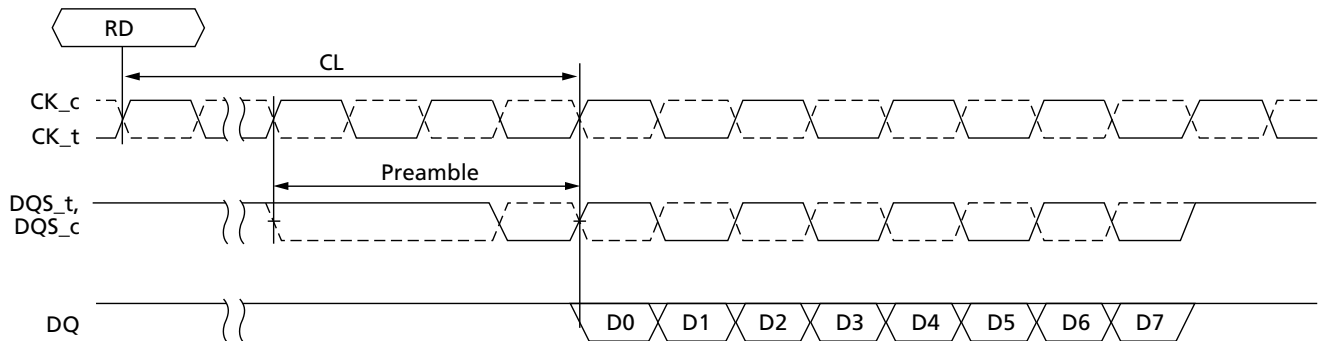 RD
CL
CK_c
CK_t
Preamble
DQS_t,
DQS_c
DQ
D0 D1 D2 D3 D4 D5 D6 D7